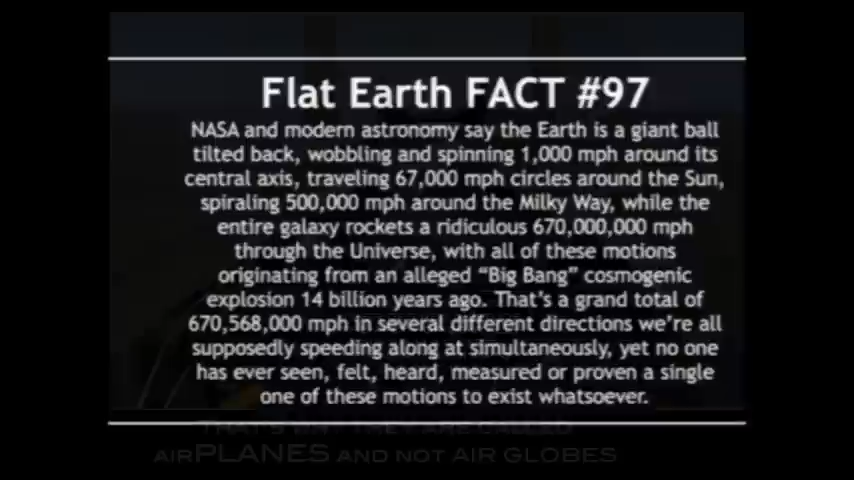 Flat Earth FACT #97
NASA and modern astronomy say the Earth is a giant ball
tilted back, wobbling and spinning 1,000 mph around its
central axis, traveling 67,000 mph circles around the Sun,
spiraling 500,000 mph around the Milky Way, while the
entire galaxy rockets a ridiculous 670,000,000 mph
through the Universe, with all of these motions
originating from an alleged “Big Bang” cosmogenic
explosion 14 billion years ago. That’s a grand total of
670,568,000 mph in several different directions we’re all
supposedly speeding along at simultaneously, yet no one
has ever seen, felt, heard, measured or proven a single
one of these motions to exist whatsoever.
THAT'S WHY THEY ARE CALLED
AIRPLANES AND NOT AIR GLOBES